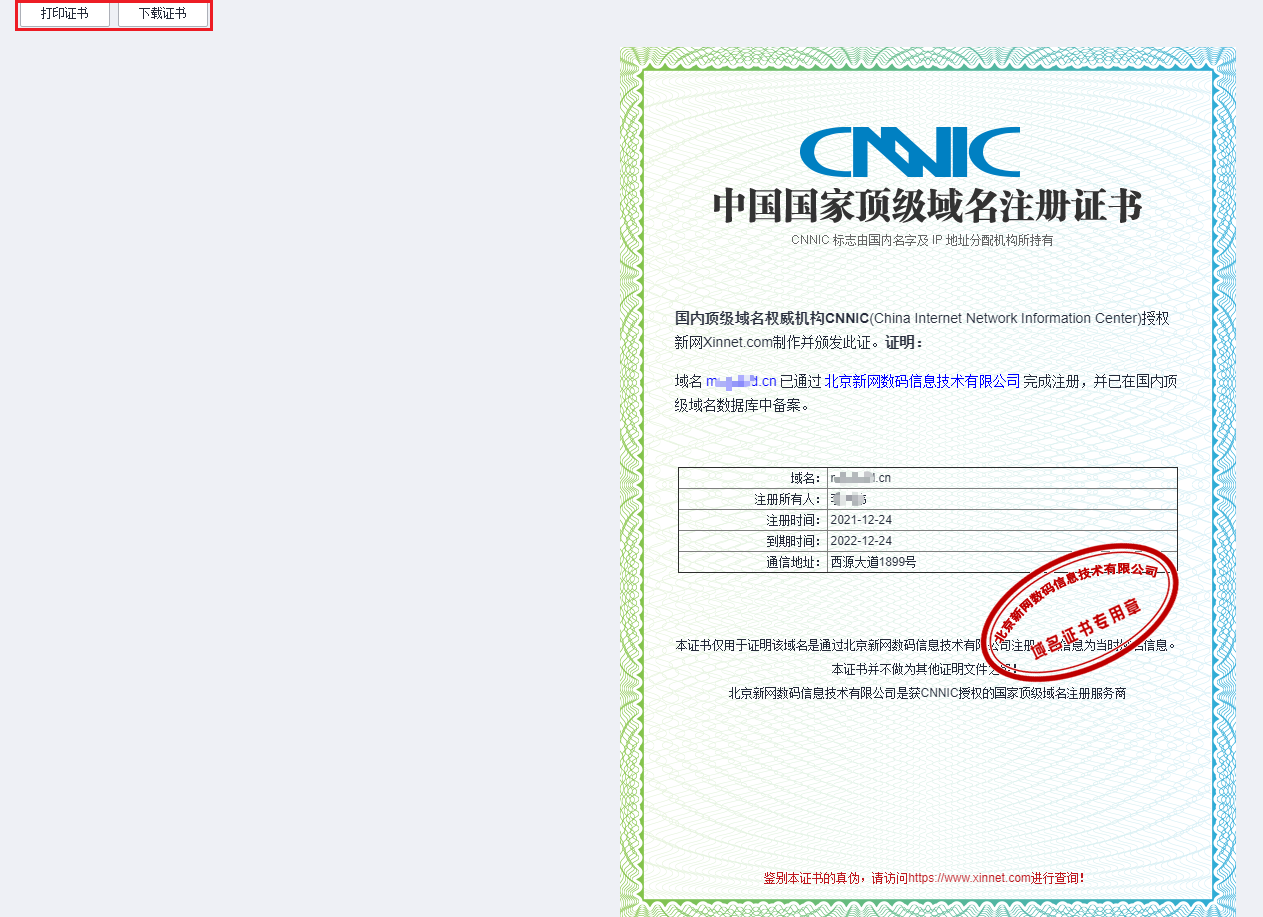 打印证书 下载证书
CNNIC
中国国家顶级域名注册证书
CNNIC 标志由国内名字及 IP 地址分配机构所持有
国内顶级域名权威机构CNNIC(China Internet Network Information Center)授权
新网Xinnet.com制作并颁发此证。证明：
域名 .cn 已通过 北京新网数码信息技术有限公司 完成注册，并已在国内顶
级域名数据库中备案。
域名： .cn
注册所有人：
注册时间： 2021-12-24
到期时间： 2022-12-24
通信地址： 西源大道1899号
北京新网数码信息技术有限公司
域名证书专用章
本证书仅用于证明该域名是通过北京新网数码信息技术有限公司注册 信息为当时域名信息。
本证书并不做为其他证明文件之 ！
北京新网数码信息技术有限公司是获CNNIC授权的国家顶级域名注册服务商
鉴别本证书的真伪，请访问https://www.xinnet.com进行查询!